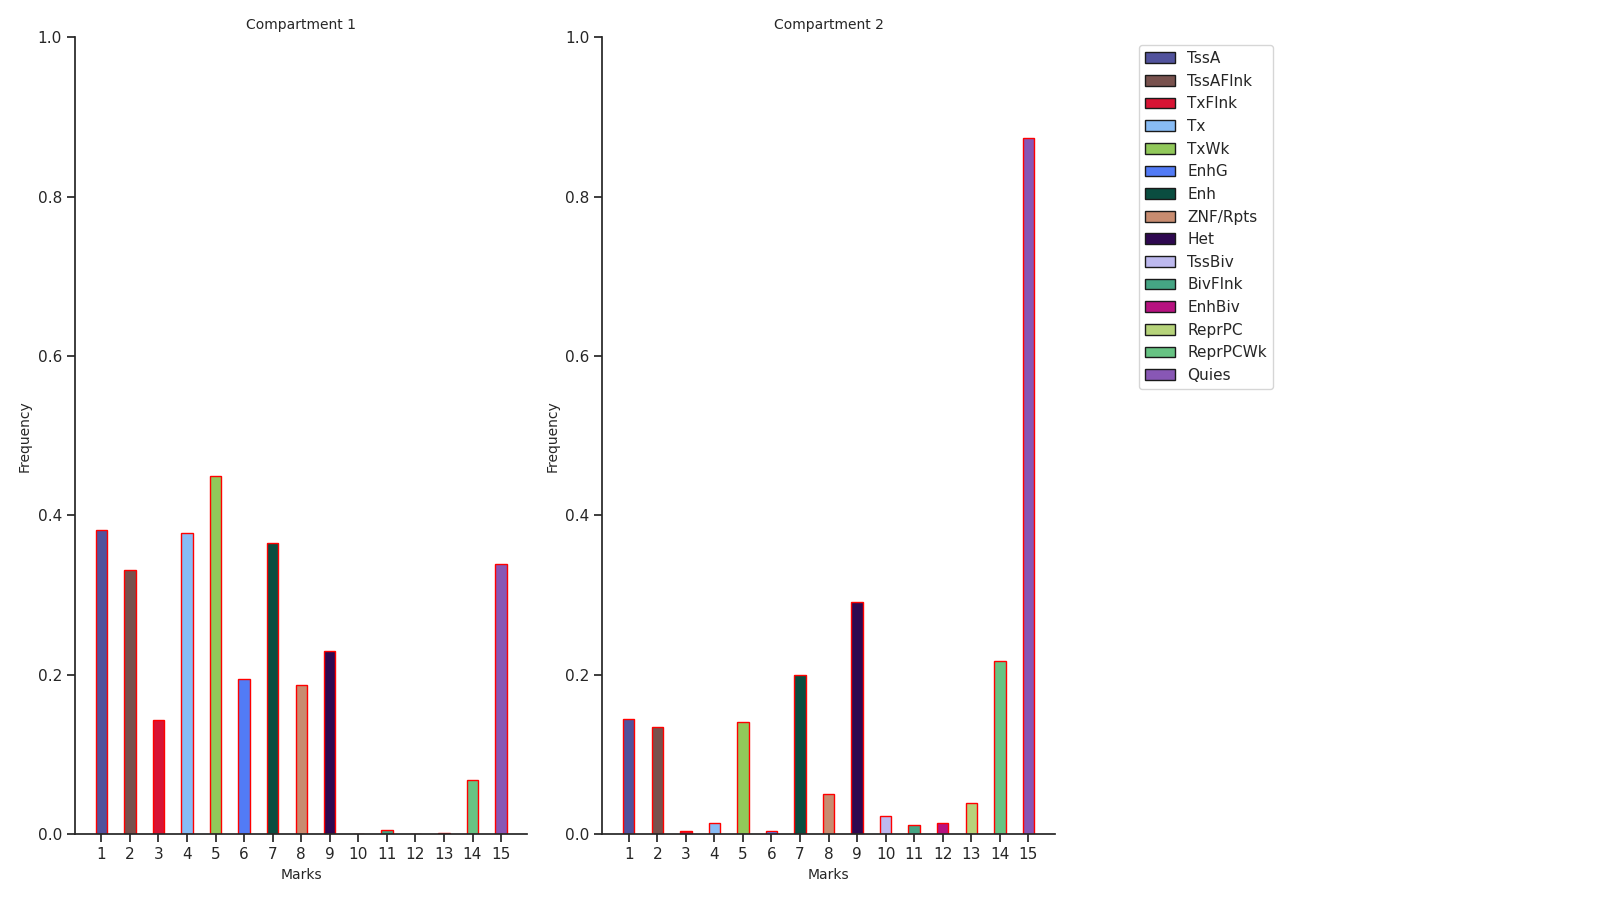 Compartment 1
1.0
0.8
0.6
0.4
0.2
0.0
Frequency
1 2 3 4 5 6 7 8 9 10 11 12 13 14 15
Marks
Compartment 2
1.0
0.8
0.6
0.4
0.2
0.0
Frequency
1 2 3 4 5 6 7 8 9 10 11 12 13 14 15
Marks
TssA
TssAFlnk
TxFlnk
Tx
TxWk
EnhG
Enh
ZNF/Rpts
Het
TssBiv
BivFlnk
EnhBiv
ReprPC
ReprPCWk
Quies